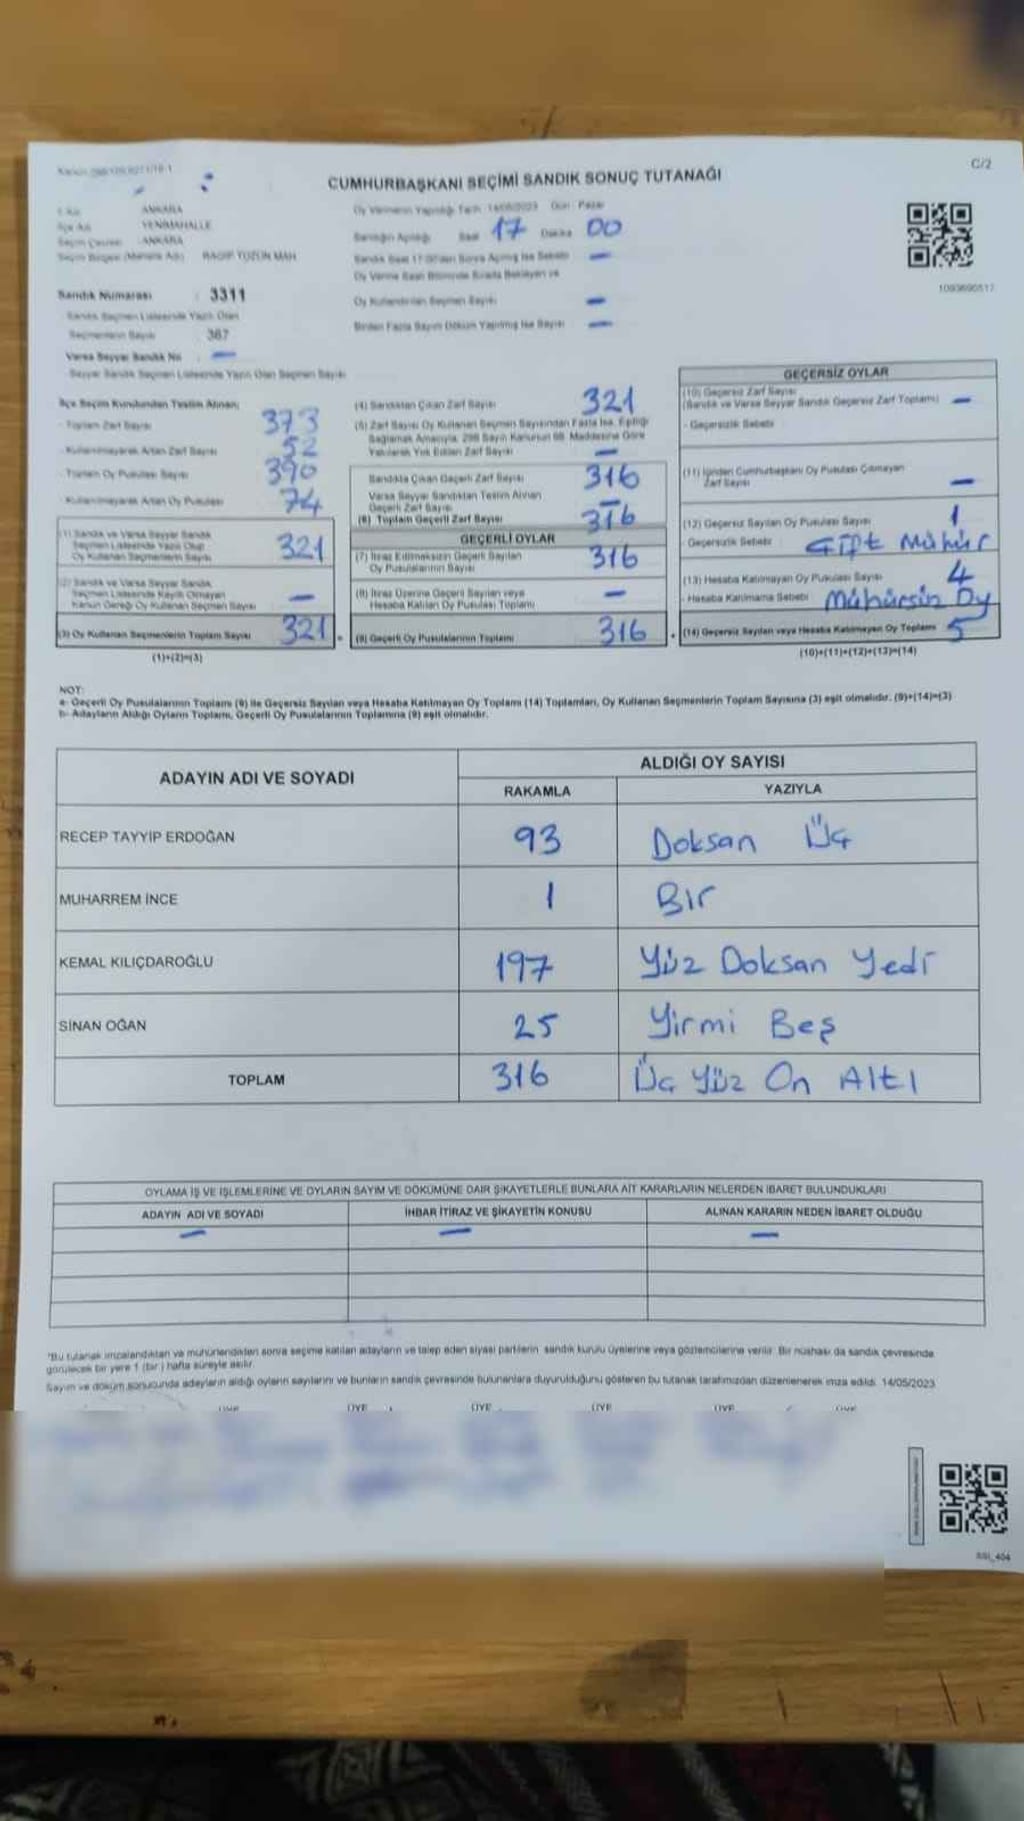 C/2
CUMHURBAŞKANI SEÇİMİ SANDIK SONUÇ TUTANAĞI
ANKARA
YENİMAHALLE
Seçim Çevresi : ANKARA
Oy Vermenin Yapıldığı Tarih 14/05/2023 Gün Pazar
Sandığın Açılışı Saat 17 Dakika 00
Sandık Saat 17:00'den Sonra Açılmış İse Sebebi —
Oy Verme Saati Bitiminde Sırada Bekleyen ve
Oy Kullandırılan Seçmen Sayısı —
Birden Fazla Sayım Döküm Yapılmış İse Sayısı —
Sandık Numarası : 3311
Sandık Seçmen Listesinde Yazılı Olan
Seçmenlerin Sayısı 367
Varsa Seyyar Sandık No : —
Seyyar Sandık Seçmen Listesinde Yazılı Olan Seçmen Sayısı
İlçe Seçim Kurulundan Teslim Alınan;
- Toplam Zarf Sayısı 373
- Kullanılmayarak Artan Zarf Sayısı 52
- Toplam Oy Pusulası Sayısı 390
- Kullanılmayarak Artan Oy Pusulası 74
(1) Sandık ve Varsa Seyyar Sandık
Seçmen Listesinde Yazılı Olup
Oy Kullanan Seçmenlerin Sayısı 321
(2) Sandık ve Varsa Seyyar Sandık
Seçmen Listesinde Kayıtlı Olmayan
Kanun Gereği Oy Kullanan Seçmen Sayısı —
(3) Oy Kullanan Seçmenlerin Toplam Sayısı 321
(1)+(2)=(3)
(4) Sandıktan Çıkan Zarf Sayısı 321
(5) Zarf Sayısı Oy Kullanan Seçmen Sayısından Fazla İse, Eşitliği
Sağlamak Amacıyla, 298 Sayılı Kanunun 98. Maddesine Göre
Yakılarak Yok Edilen Zarf Sayısı —
Sandıkta Çıkan Geçerli Zarf Sayısı 316
Varsa Seyyar Sandıktan Teslim Alınan
Geçerli Zarf Sayısı —
(6) Toplam Geçerli Zarf Sayısı 316
GEÇERLİ OYLAR
(7) İtiraz Edilmeksizin Geçerli Sayılan
Oy Pusulalarının Sayısı 316
(8) İtiraz Üzerine Geçerli Sayılan veya
Hesaba Katılan Oy Pusulası Toplamı —
(9) Geçerli Oy Pusulalarının Toplamı 316
GEÇERSİZ OYLAR
(10) Geçersiz Zarf Sayısı
(Sandık ve Varsa Seyyar Sandık Geçersiz Zarf Toplamı) —
- Geçersizlik Sebebi
(11) İçinden Cumhurbaşkanı Oy Pusulası Çıkmayan
Zarf Sayısı —
(12) Geçersiz Sayılan Oy Pusulası Sayısı 1
- Geçersizlik Sebebi Çift Mühür
(13) Hesaba Katılmayan Oy Pusulası Sayısı 4
- Hesaba Katılmama Sebebi Mühürsüz Oy
(14) Geçersiz Sayılan veya Hesaba Katılmayan Oy Toplamı 5
(10)+(11)+(12)+(13)=(14)
NOT:
a- Geçerli Oy Pusulalarının Toplamı (9) ile Geçersiz Sayılan veya Hesaba Katılmayan Oy Toplamı (14) Toplamları, Oy Kullanan Seçmenlerin Toplam Sayısına (3) eşit olmalıdır. (9)+(14)=(3)
b- Adayların Aldığı Oyların Toplamı, Geçerli Oy Pusulalarının Toplamına (9) eşit olmalıdır.
ADAYIN ADI VE SOYADI
ALDIĞI OY SAYISI
RAKAMLA YAZIYLA
RECEP TAYYİP ERDOĞAN 93 Doksan Üç
MUHARREM İNCE 1 Bir
KEMAL KILIÇDAROĞLU 197 Yüz Doksan Yedi
SİNAN OĞAN 25 Yirmi Beş
TOPLAM 316 Üç Yüz On Altı
OYLAMA İŞ VE İŞLEMLERİNE VE OYLARIN SAYIM VE DÖKÜMÜNE DAİR ŞİKAYETLERLE BUNLARA AİT KARARLARIN NELERDEN İBARET BULUNDUKLARI
ADAYIN ADI VE SOYADI İHBAR İTİRAZ VE ŞİKAYETİN KONUSU ALINAN KARARIN NEDEN İBARET OLDUĞU
— — —
*Bu tutanak imzalandıktan ve mühürlendikten sonra seçime katılan adayların ve talep eden siyasi partilerin sandık kurulu üyelerine veya gözlemcilerine verilir. Bir nüshası da sandık çevresinde
görülecek bir yere 1 (bir) hafta süreyle asılır.
Sayım ve döküm sonucunda adayların aldığı oyların sayılarını ve bunların sandık çevresinde bulunanlara duyurulduğunu gösteren bu tutanak tarafımızdan düzenlenerek imza edildi. 14/05/2023
ÜYE ÜYE ÜYE ÜYE ÜYE ÜYE